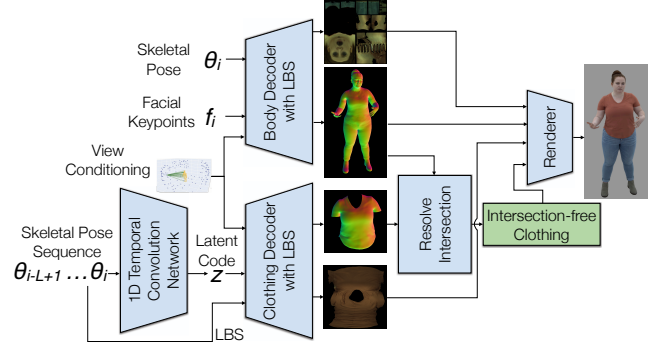 Skeletal
Pose
θi
Facial
Keypoints
fi
View
Conditioning
Skeletal Pose
Sequence
θi-L+1 ...θi
1D Temporal
Convolution
Network
Latent
Code
z
LBS
Body Decoder
with LBS
Clothing Decoder
with LBS
Resolve
Intersection
Intersection-free
Clothing
Renderer